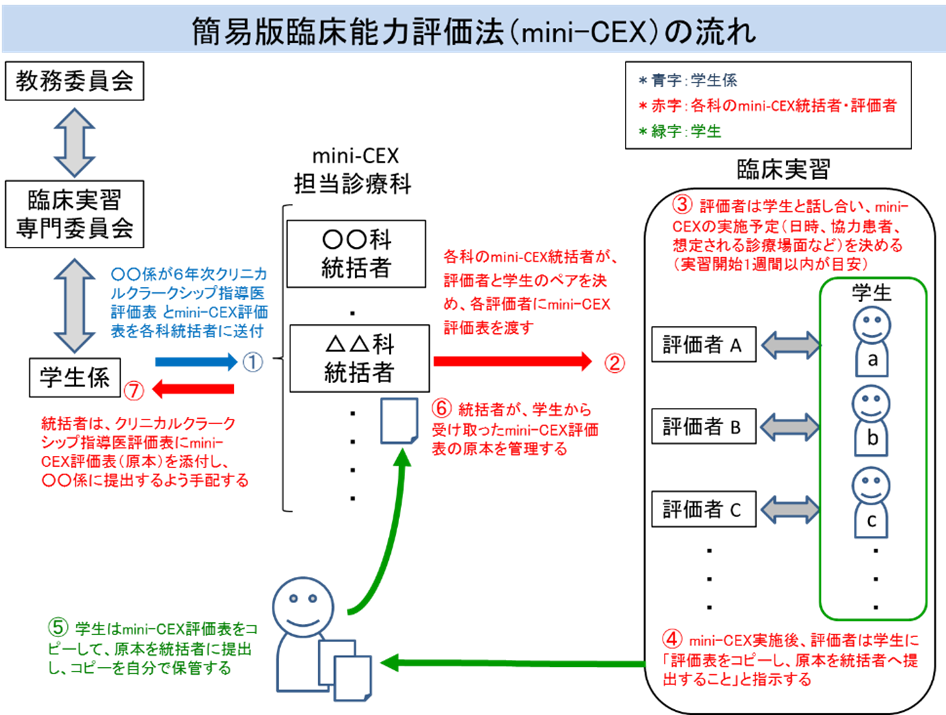 簡易版臨床能力評価法(mini-CEX)の流れ
教務委員会
臨床実習
専門委員会
学生係
*青字:学生係
*赤字:各科のmini-CEX統括者・評価者
*緑字:学生
mini-CEX
担当診療科
〇〇科
統括者
△△科
統括者
〇〇係が6年次クリニカ
ルクラークシップ指導医
評価表 とmini-CEX評価
表を各科統括者に送付
①
各科のmini-CEX統括者が、
評価者と学生のペアを決
め、各評価者にmini-CEX
評価表を渡す
②
臨床実習
③ 評価者は学生と話し合い、mini-
CEXの実施予定(日時、協力患者、
想定される診療場面など)を決める
(実習開始1週間以内が目安)
学生
評価者 A
a
評価者 B
b
評価者 C
c
④ mini-CEX実施後、評価者は学生に
「評価表をコピーし、原本を統括者へ提
出すること」と指示する
⑤ 学生はmini-CEX評価表をコ
ピーして、原本を統括者に提出
し、コピーを自分で保管する
⑥ 統括者が、学生から
受け取ったmini-CEX評価
表の原本を管理する
⑦
統括者は、クリニカルクラーク
シップ指導医評価表にmini-
CEX評価表(原本)を添付し、
〇〇係に提出するよう手配する